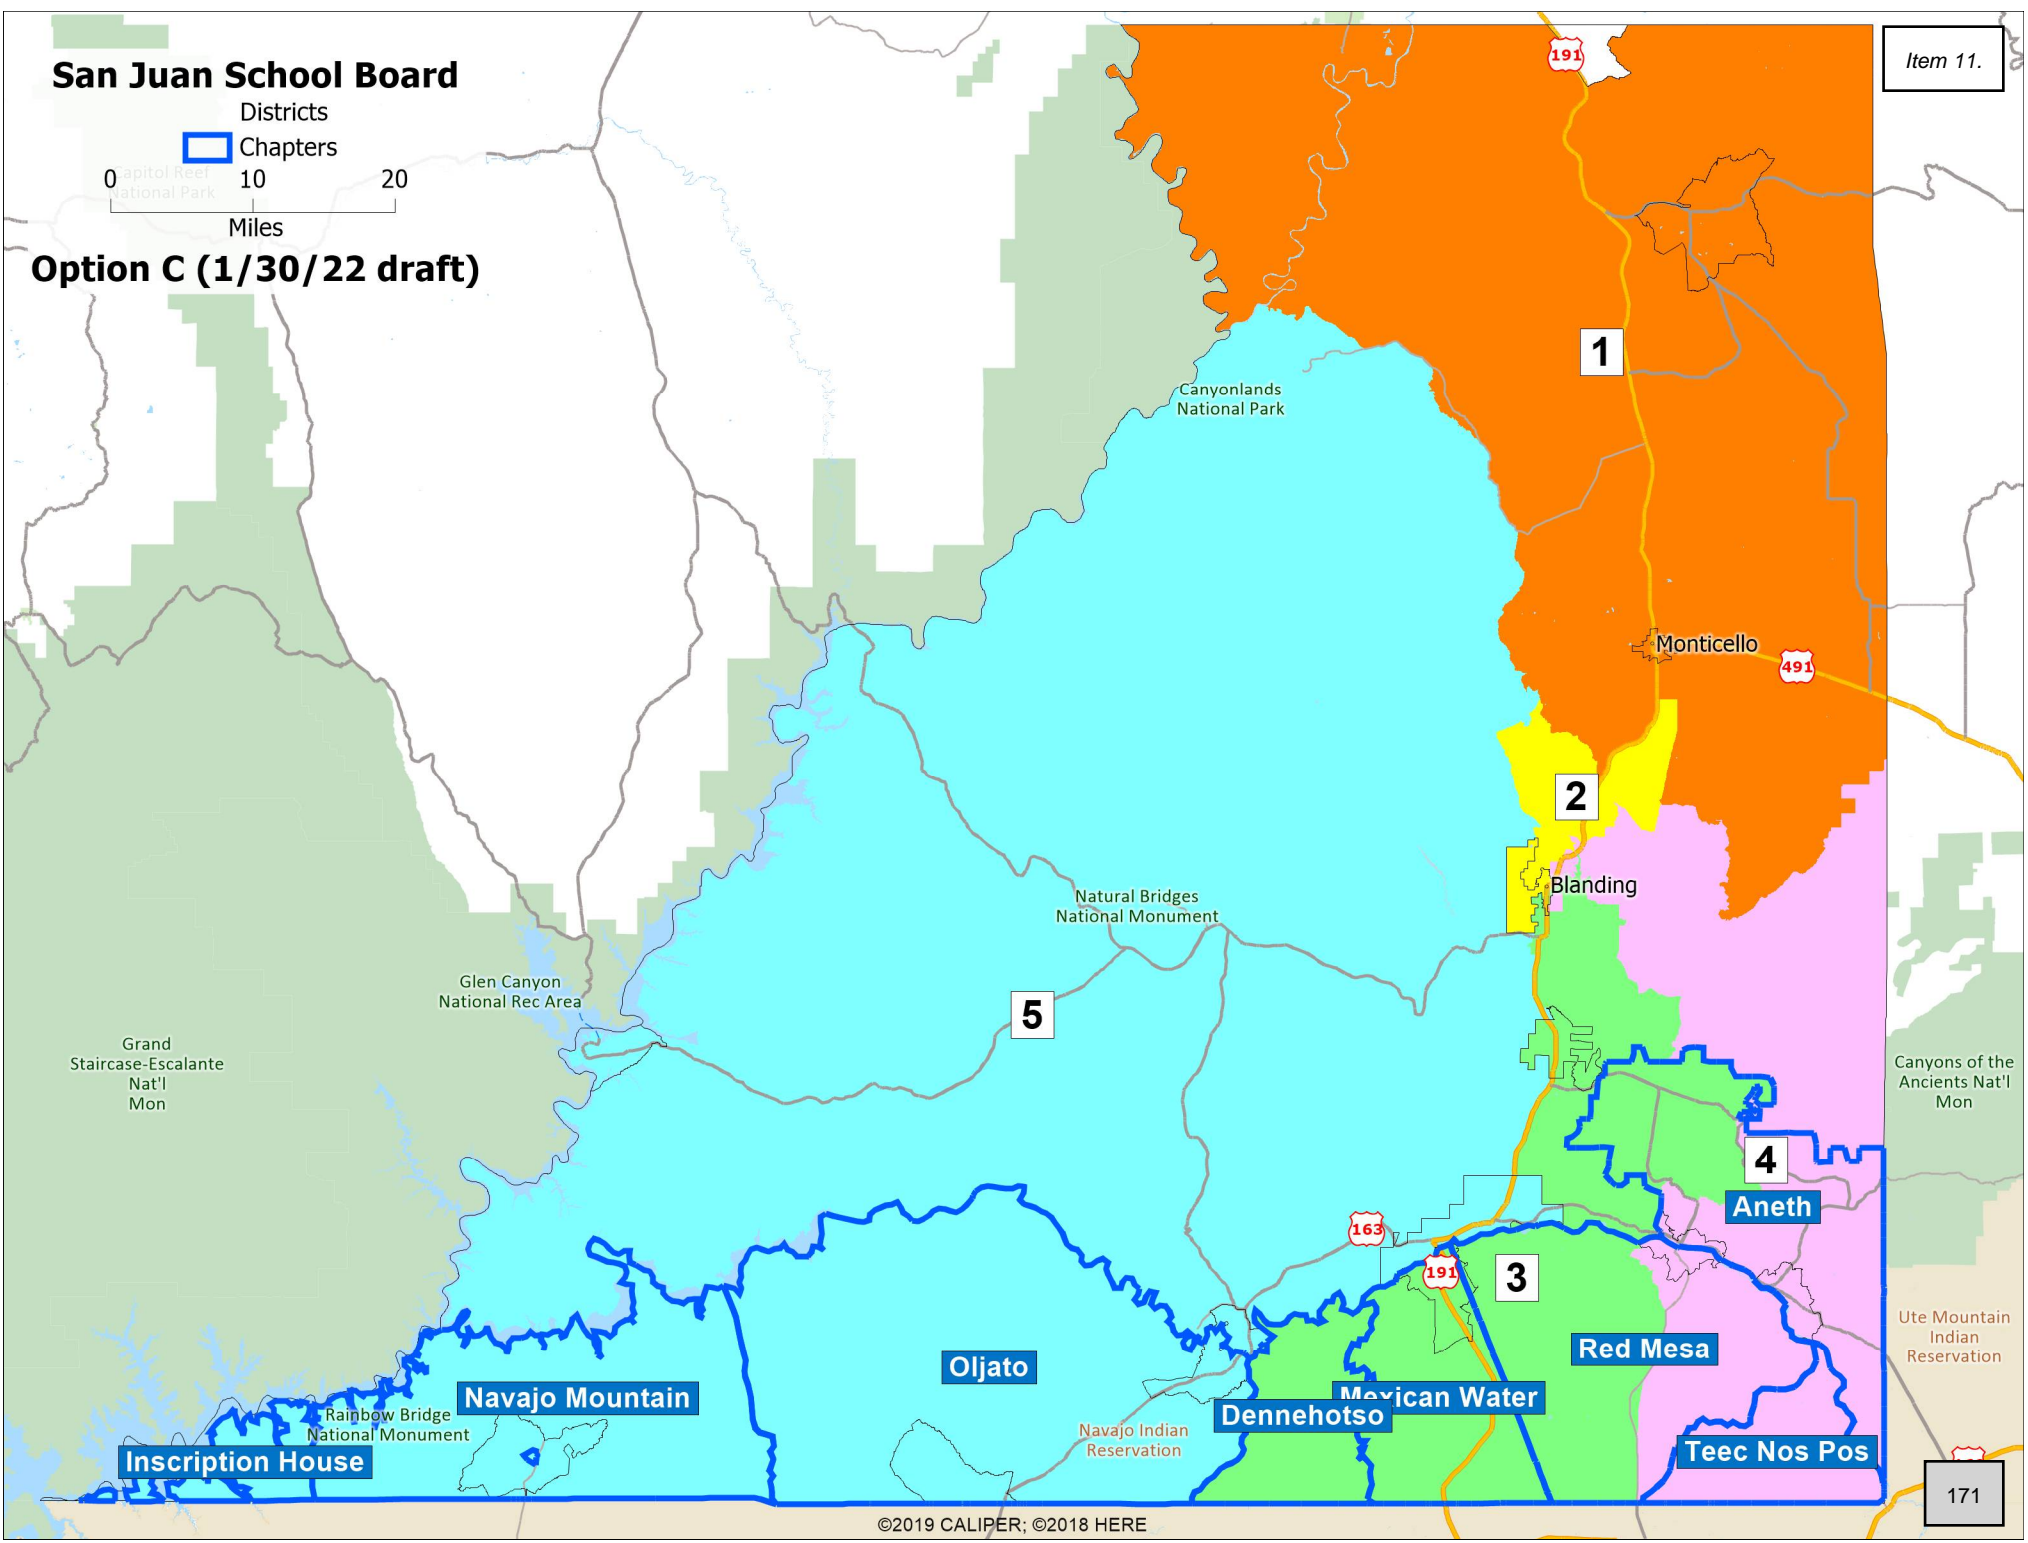 San Juan School Board
Districts
Chapters
Capitol Reef
National Park
0 10 20
Miles
Option C (1/30/22 draft)
191
Item 11.
1
Canyonlands
National Park
Monticello
491
2
Blanding
Natural Bridges
National Monument
Glen Canyon
National Rec Area
5
Grand
Staircase-Escalante
Nat'l
Mon
Canyons of the
Ancients Nat'l
Mon
4
Aneth
163
191
3
Ute Mountain
Indian
Reservation
Red Mesa
Oljato
Navajo Mountain
Mexican Water
Dennehotso
Rainbow Bridge
National Monument
Navajo Indian
Reservation
Inscription House
Teec Nos Pos
171
©2019 CALIPER; ©2018 HERE